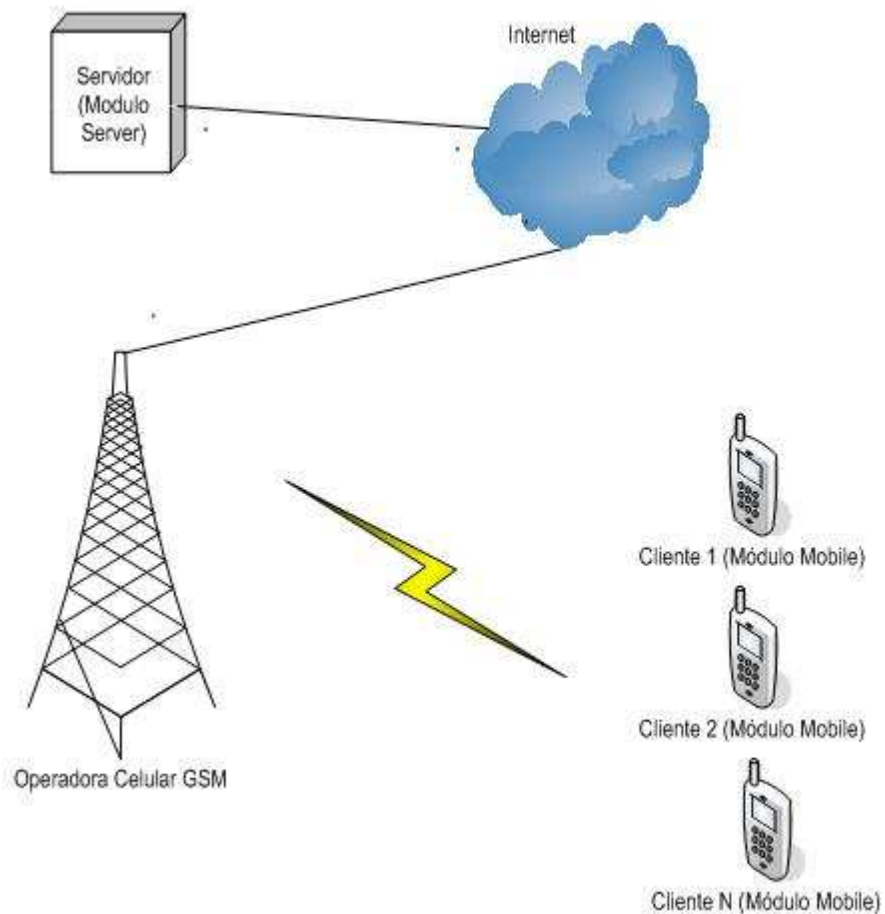 Servidor
(Modulo
Server)
Internet
Cliente 1 (Módulo Mobile)
Cliente 2 (Módulo Mobile)
Operadora Celular GSM
Cliente N (Módulo Mobile)